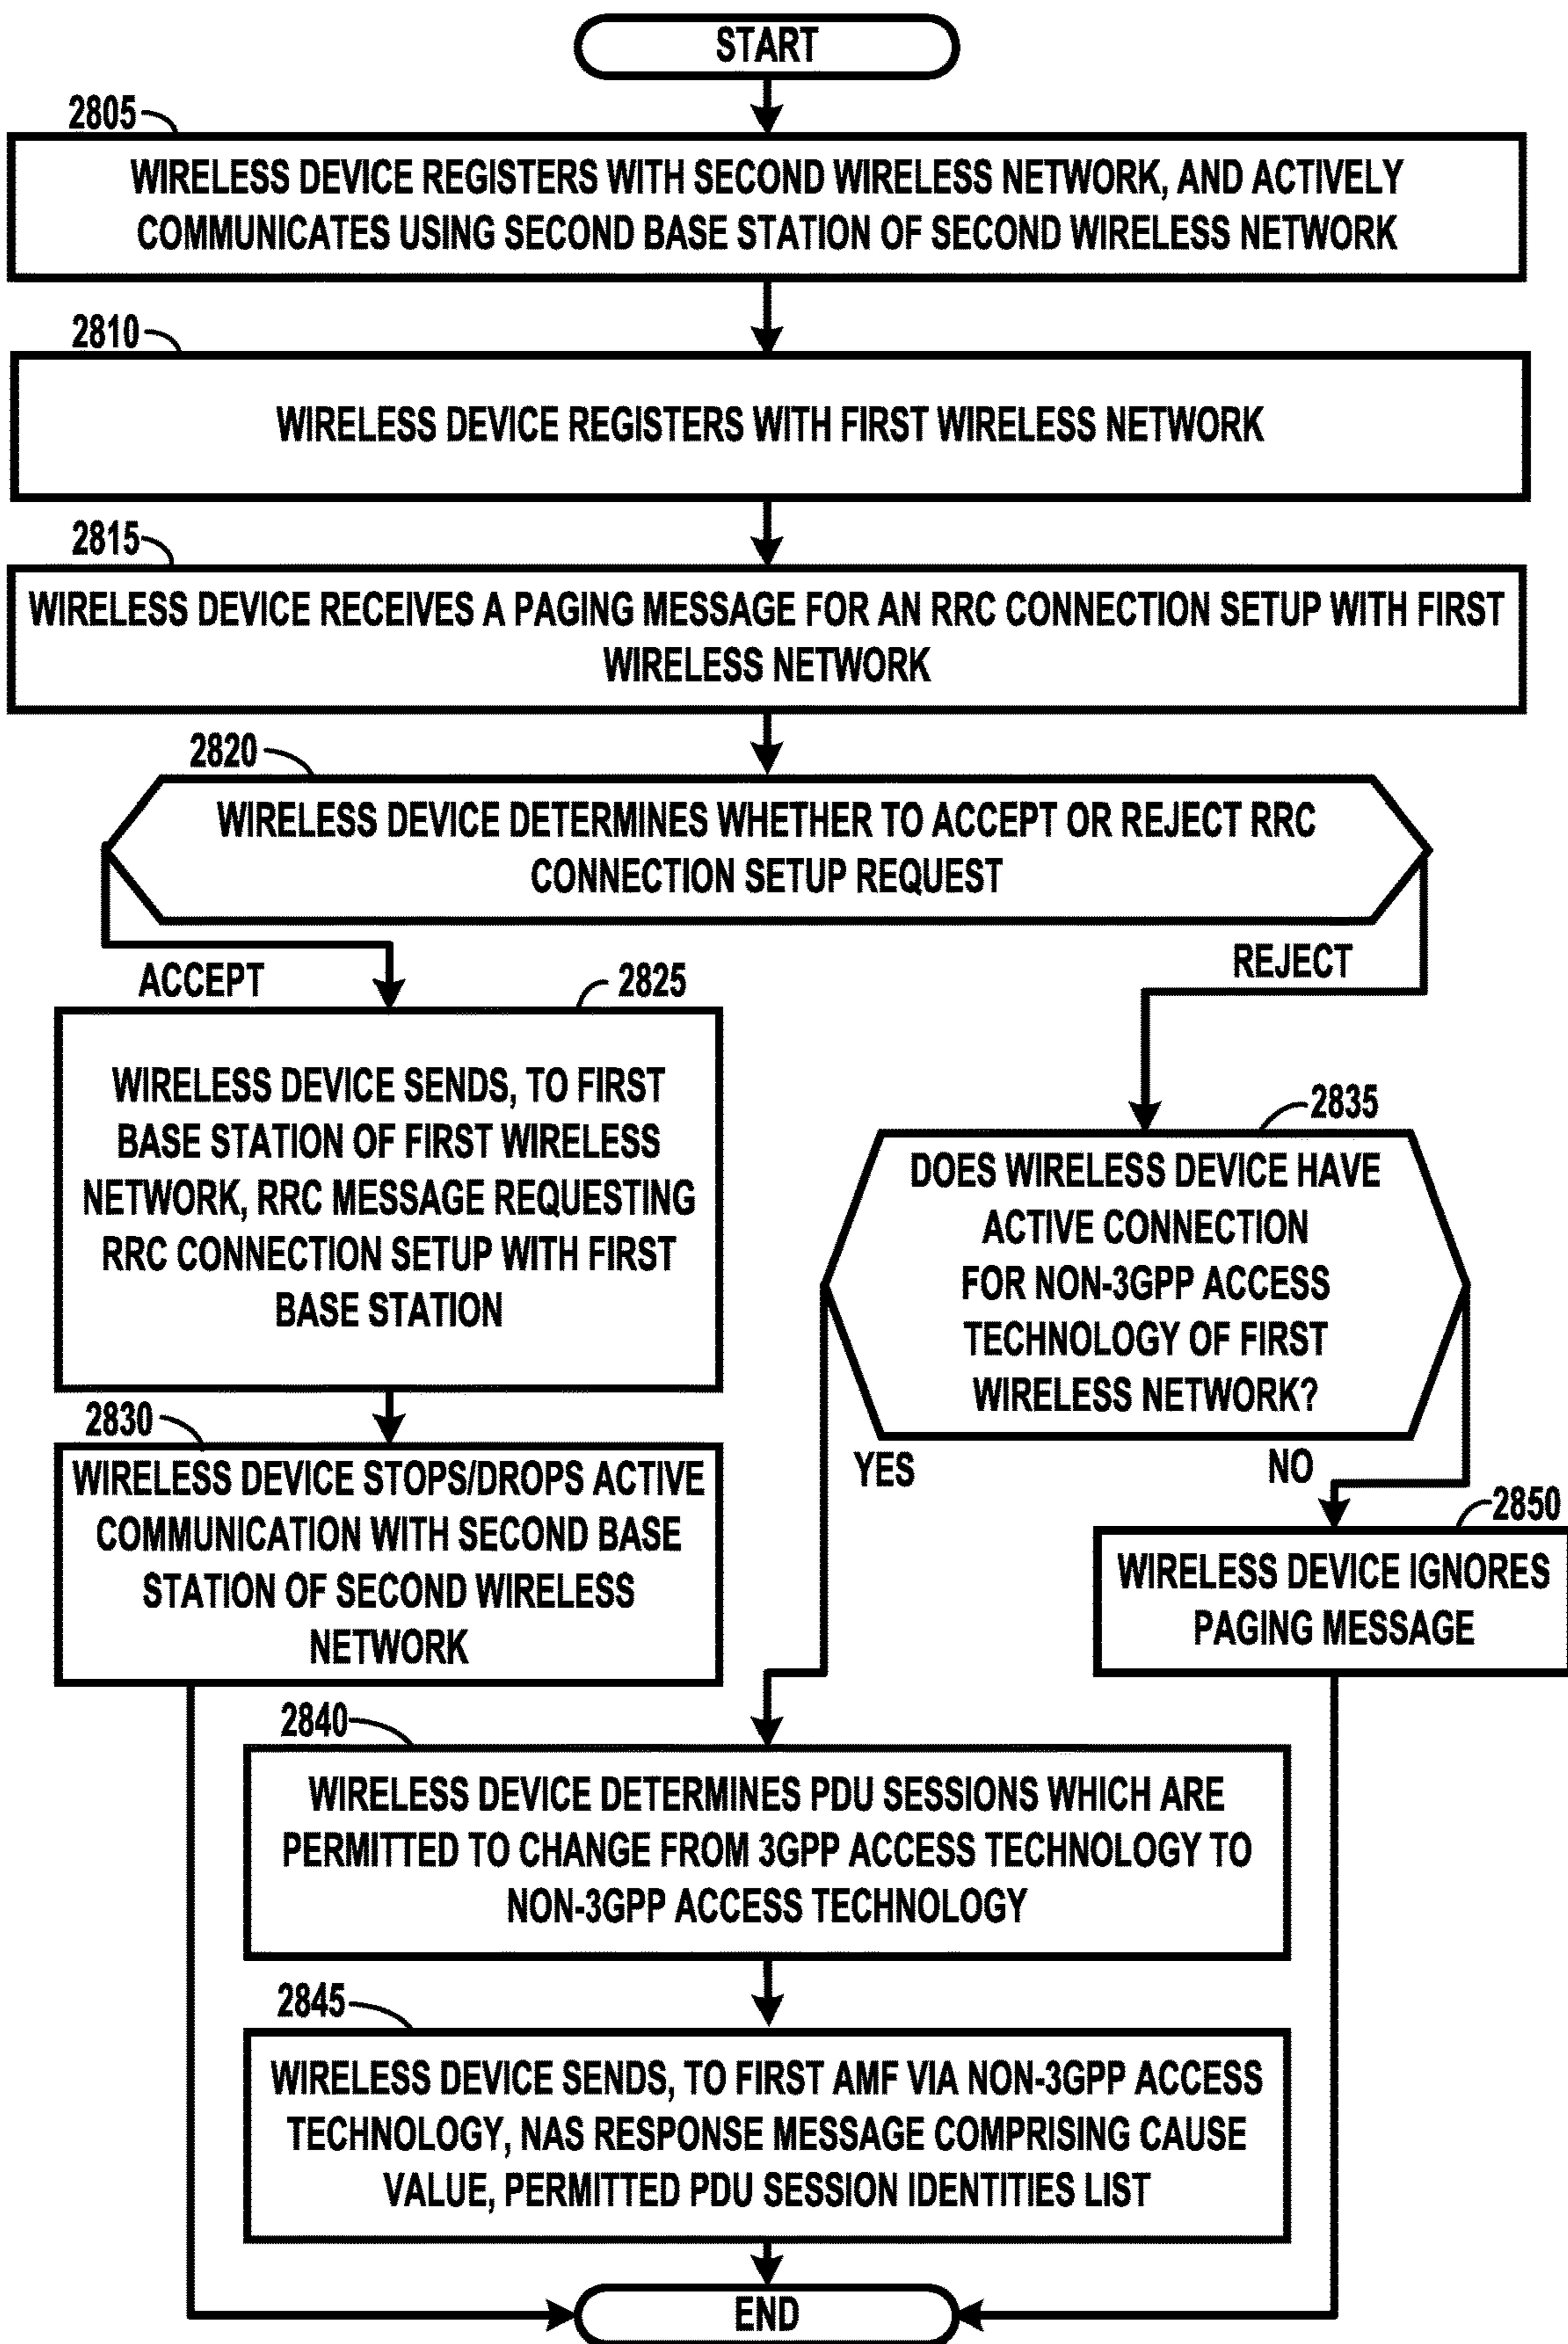 START
2805
WIRELESS DEVICE REGISTERS WITH SECOND WIRELESS NETWORK, AND ACTIVELY
COMMUNICATES USING SECOND BASE STATION OF SECOND WIRELESS NETWORK
2810
WIRELESS DEVICE REGISTERS WITH FIRST WIRELESS NETWORK
2815
WIRELESS DEVICE RECEIVES A PAGING MESSAGE FOR AN RRC CONNECTION SETUP WITH FIRST
WIRELESS NETWORK
2820
WIRELESS DEVICE DETERMINES WHETHER TO ACCEPT OR REJECT RRC
CONNECTION SETUP REQUEST
ACCEPT
2825
WIRELESS DEVICE SENDS, TO FIRST
BASE STATION OF FIRST WIRELESS
NETWORK, RRC MESSAGE REQUESTING
RRC CONNECTION SETUP WITH FIRST
BASE STATION
2830
WIRELESS DEVICE STOPS/DROPS ACTIVE
COMMUNICATION WITH SECOND BASE
STATION OF SECOND WIRELESS
NETWORK
REJECT
2835
DOES WIRELESS DEVICE HAVE
ACTIVE CONNECTION
FOR NON-3GPP ACCESS
TECHNOLOGY OF FIRST
WIRELESS NETWORK?
YES
NO
2850
WIRELESS DEVICE IGNORES
PAGING MESSAGE
2840
WIRELESS DEVICE DETERMINES PDU SESSIONS WHICH ARE
PERMITTED TO CHANGE FROM 3GPP ACCESS TECHNOLOGY TO
NON-3GPP ACCESS TECHNOLOGY
2845
WIRELESS DEVICE SENDS, TO FIRST AMF VIA NON-3GPP ACCESS
TECHNOLOGY, NAS RESPONSE MESSAGE COMPRISING CAUSE
VALUE, PERMITTED PDU SESSION IDENTITIES LIST
END